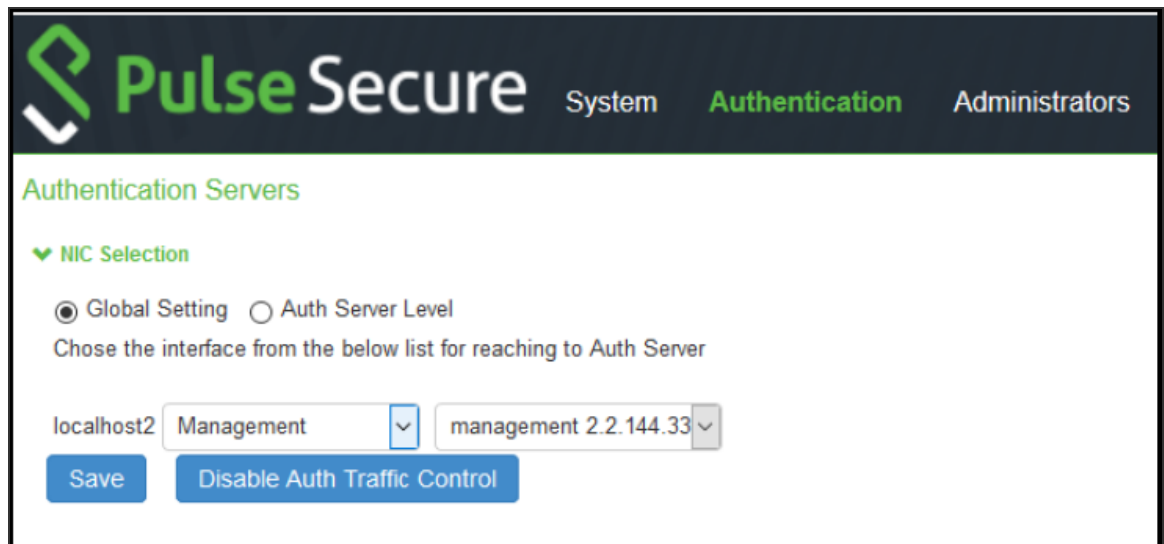 Pulse Secure System Authentication Administrators
Authentication Servers
NIC Selection
Global Setting Auth Server Level
Chose the interface from the below list for reaching to Auth Server
localhost2 Management management 2.2.144.33
Save Disable Auth Traffic Control